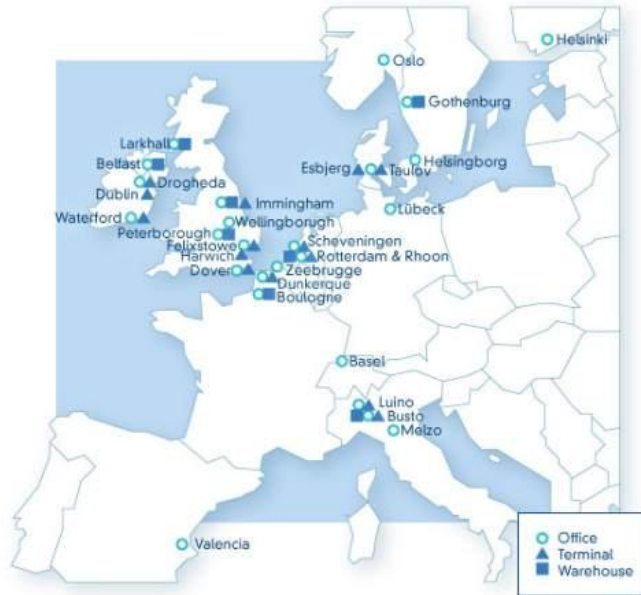 Helsinki
Oslo
Gothenburg
Larkhall
Belfast
Helsingborg
Esbjerg
Taulov
Drogheda
Dublin
Immingham
Lübeck
Waterford
Wellingborugh
Peterborough
Felixstowe
Scheveningen
Harwich
Rotterdam & Rhoon
Dover
Zeebrugge
Dunkerque
Boulogne
Basel
Luino
Busto
Melzo
Valencia
Office
Terminal
Warehouse